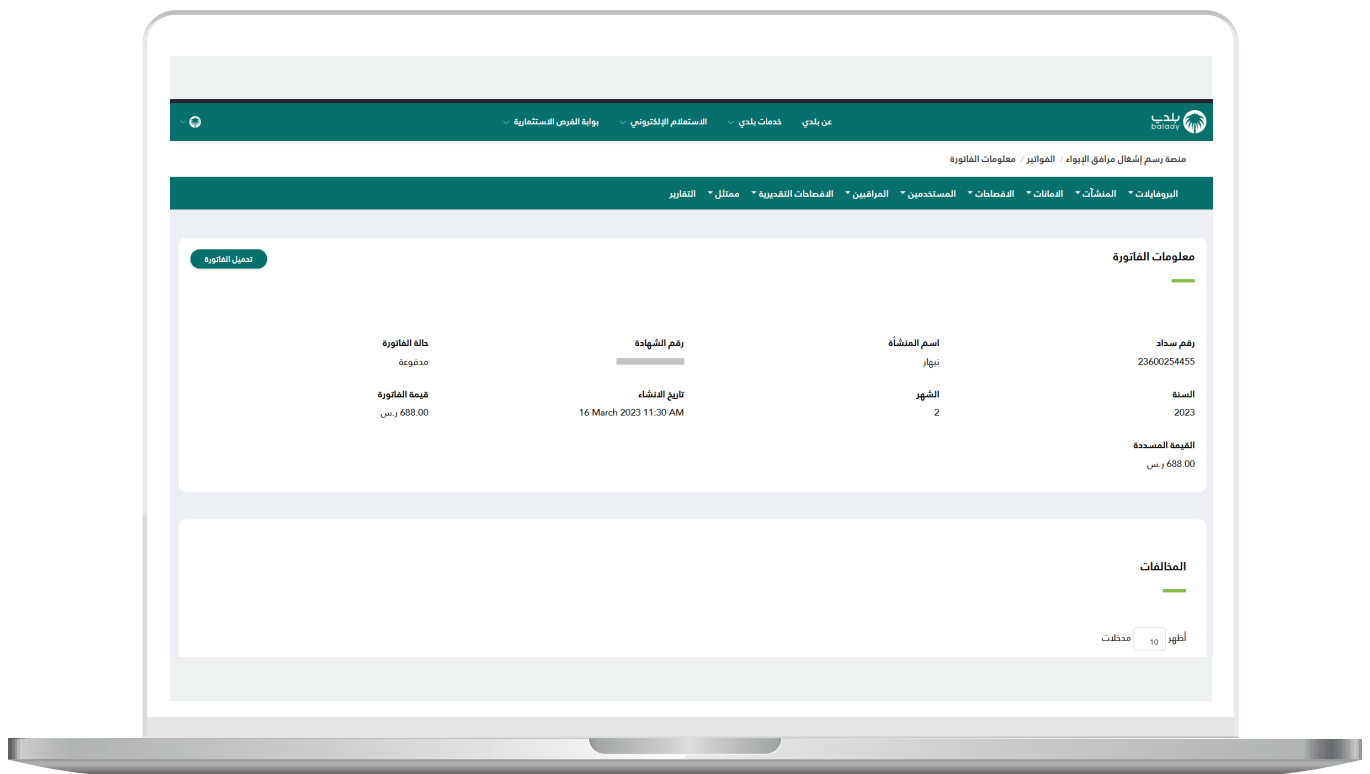 بلدي
balady
عن بلدي خدمات بلدي الاستعلام الإلكتروني بوابة الفرص الاستثمارية
منصة رسم إشغال مرافق الإيواء / الفواتير / معلومات الفاتورة
البروفايلات المنشآت الامانات الافصاحات المستخدمين المراقبين الافصاحات التقديرية ممتثل التقارير
معلومات الفاتورة
تحميل الفاتورة
رقم سداد اسم المنشأة رقم الشهادة حالة الفاتورة
23600254455 نيهار مدفوعة
السنة الشهر تاريخ الانشاء قيمة الفاتورة
2023 2 16 March 2023 11:30 AM 688.00 ر.س
القيمة المسددة
688.00 ر.س
المخالفات
أظهر 10 مدخلات